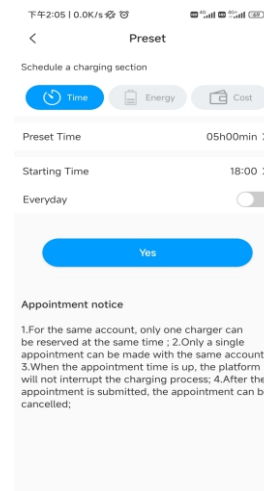 下午2:05 | 0.0K/s
Preset
Schedule a charging section
Time Energy Cost
Preset Time 05h00min
Starting Time 18:00
Everyday
Yes
Appointment notice
1.For the same account, only one charger can
be reserved at the same time ; 2.Only a single
appointment can be made with the same account
3.When the appointment time is up, the platform
will not interrupt the charging process; 4.After the
appointment is submitted, the appointment can b
cancelled;